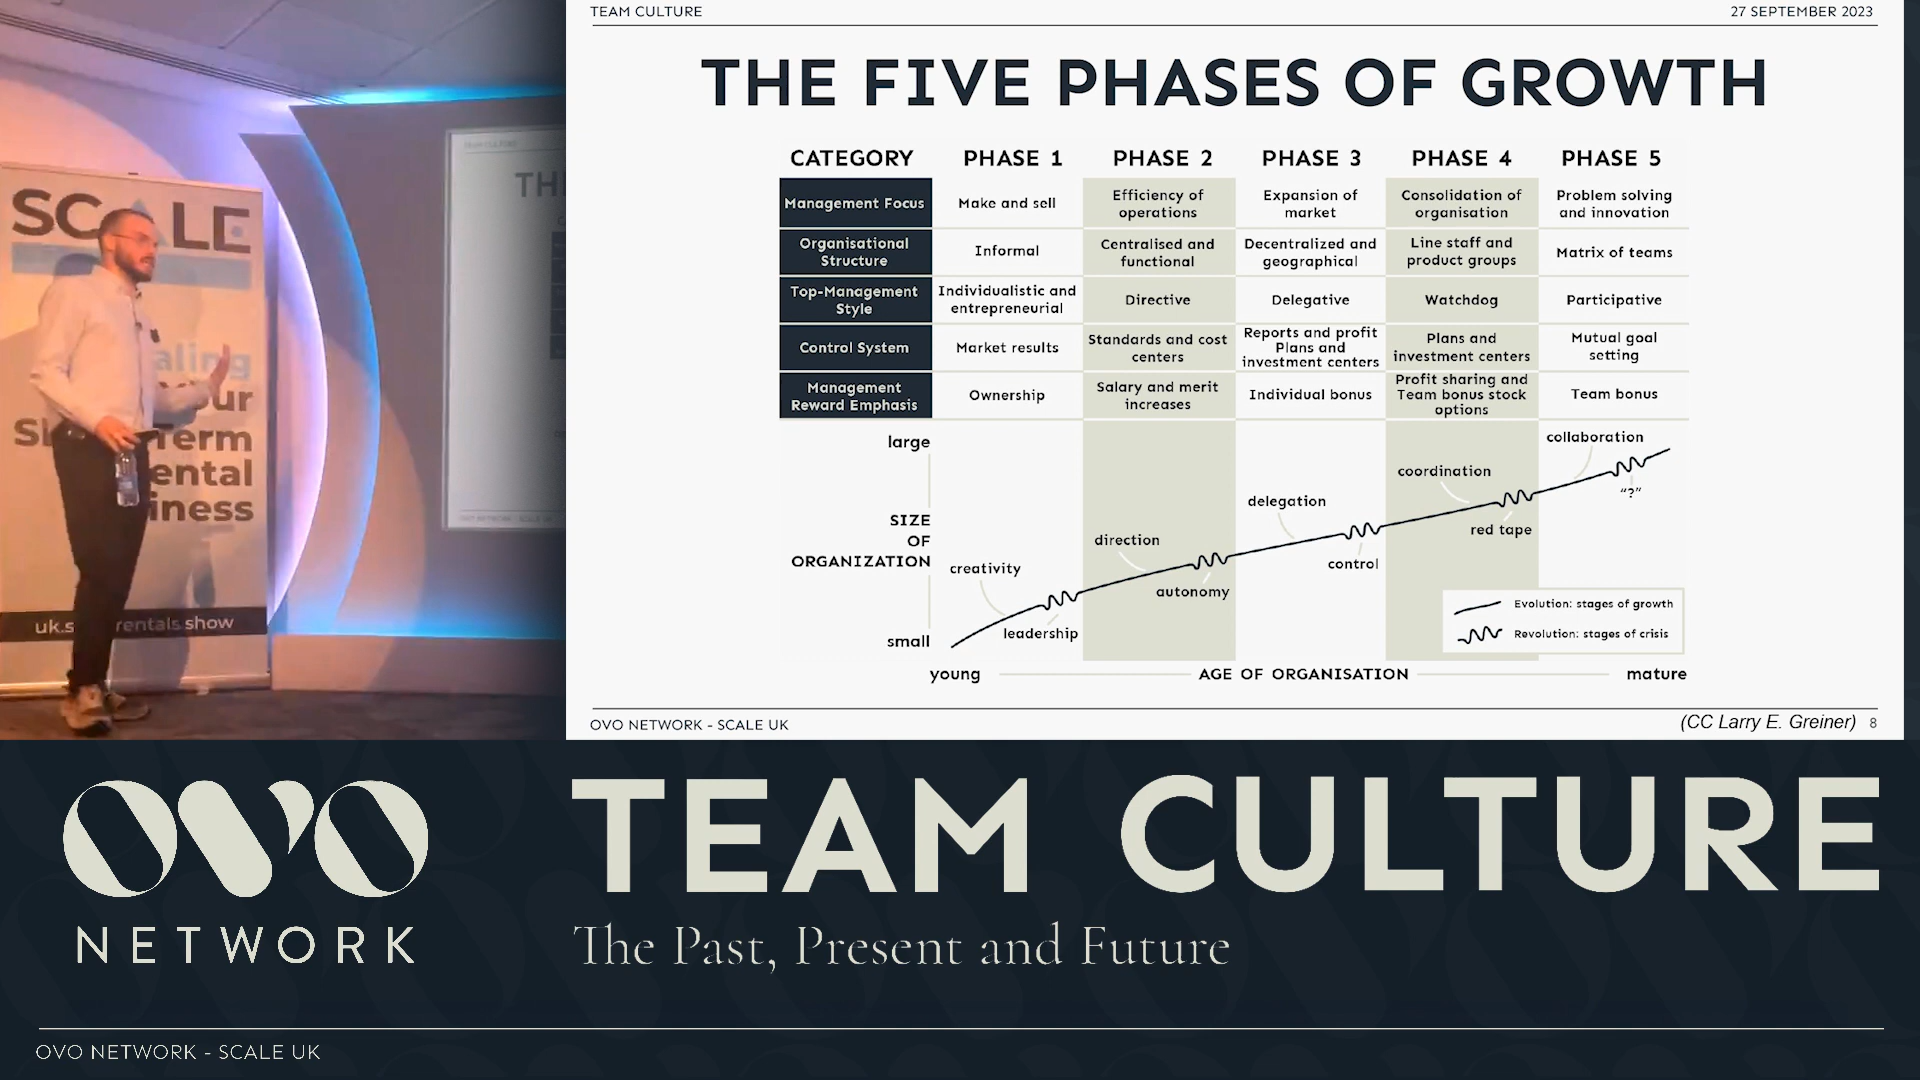 TEAM CULTURE
27 SEPTEMBER 2023
THE FIVE PHASES OF GROWTH
CATEGORY PHASE 1 PHASE 2 PHASE 3 PHASE 4 PHASE 5
Management Focus
Make and sell
Efficiency of
operations
Expansion of
market
Consolidation of
organisation
Problem solving
and innovation
Organisational
Structure
Informal
Centralised and
functional
Decentralized and
geographical
Line staff and
product groups
Matrix of teams
Top-Management
Style
Individualistic and
entrepreneurial
Directive
Delegative
Watchdog
Participative
Control System
Market results
Standards and cost
centers
Reports and profit
Plans and
investment centers
Plans and
investment centers
Mutual goal
setting
Management
Reward Emphasis
Ownership
Salary and merit
increases
Individual bonus
Profit sharing and
Team bonus stock
options
Team bonus
large
SIZE
OF
ORGANIZATION
small
creativity
leadership
direction
autonomy
delegation
control
coordination
red tape
collaboration
"?"
Evolution: stages of growth
Revolution: stages of crisis
young
AGE OF ORGANISATION
mature
OVO NETWORK - SCALE UK
(CC Larry E. Greiner) 8
SCALE
aling
our
Term
ental
iness
uk.s rentals.show
TH
OVO
NETWORK
TEAM CULTURE
The Past, Present and Future
OVO NETWORK - SCALE UK